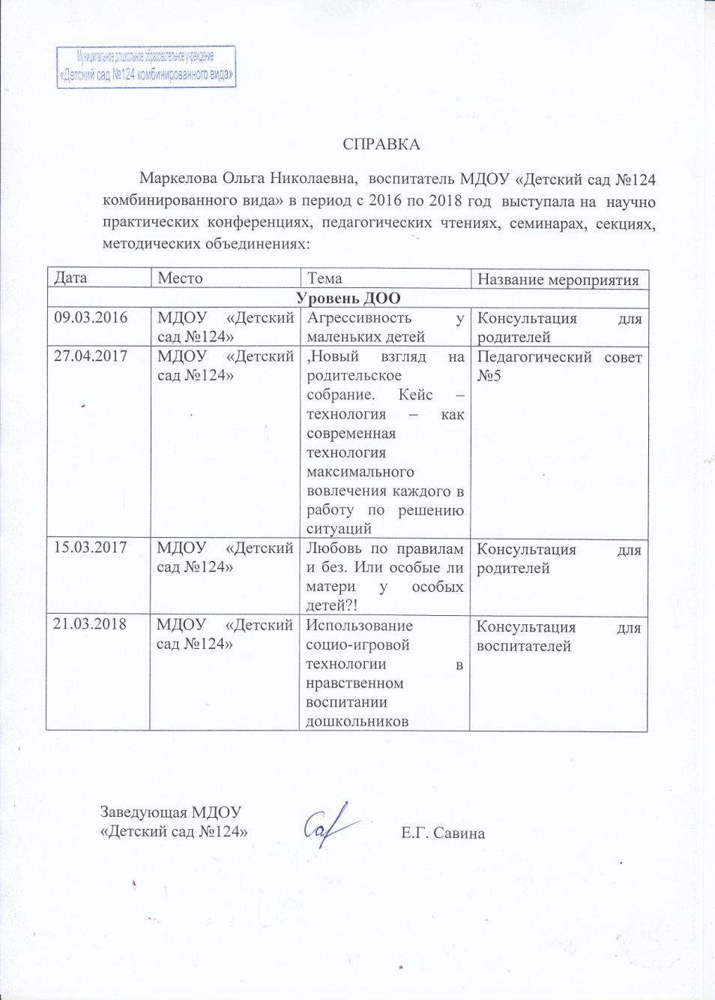 Муниципальное дошкольное образовательное учреждение
«Детский сад №124 комбинированного вида»
СПРАВКА
Маркелова Ольга Николаевна, воспитатель МДОУ «Детский сад №124
комбинированного вида» в период с 2016 по 2018 год выступала на научно
практических конференциях, педагогических чтениях, семинарах, секциях,
методических объединениях:
Дата Место Тема Название мероприятия
Уровень ДОО
09.03.2016 МДОУ «Детский Агрессивность у Консультация для
сад №124» маленьких детей родителей
27.04.2017 МДОУ «Детский ,Новый взгляд на Педагогический совет
сад №124» родительское №5
собрание. Кейс –
технология – как
современная
технология
максимального
вовлечения каждого в
работу по решению
ситуаций
15.03.2017 МДОУ «Детский Любовь по правилам Консультация для
сад №124» и без. Или особые ли родителей
матери у особых
детей?!
21.03.2018 МДОУ «Детский Использование Консультация для
сад №124» социо-игровой воспитателей
технологии в
нравственном
воспитании
дошкольников
Заведующая МДОУ
«Детский сад №124» Е.Г. Савина